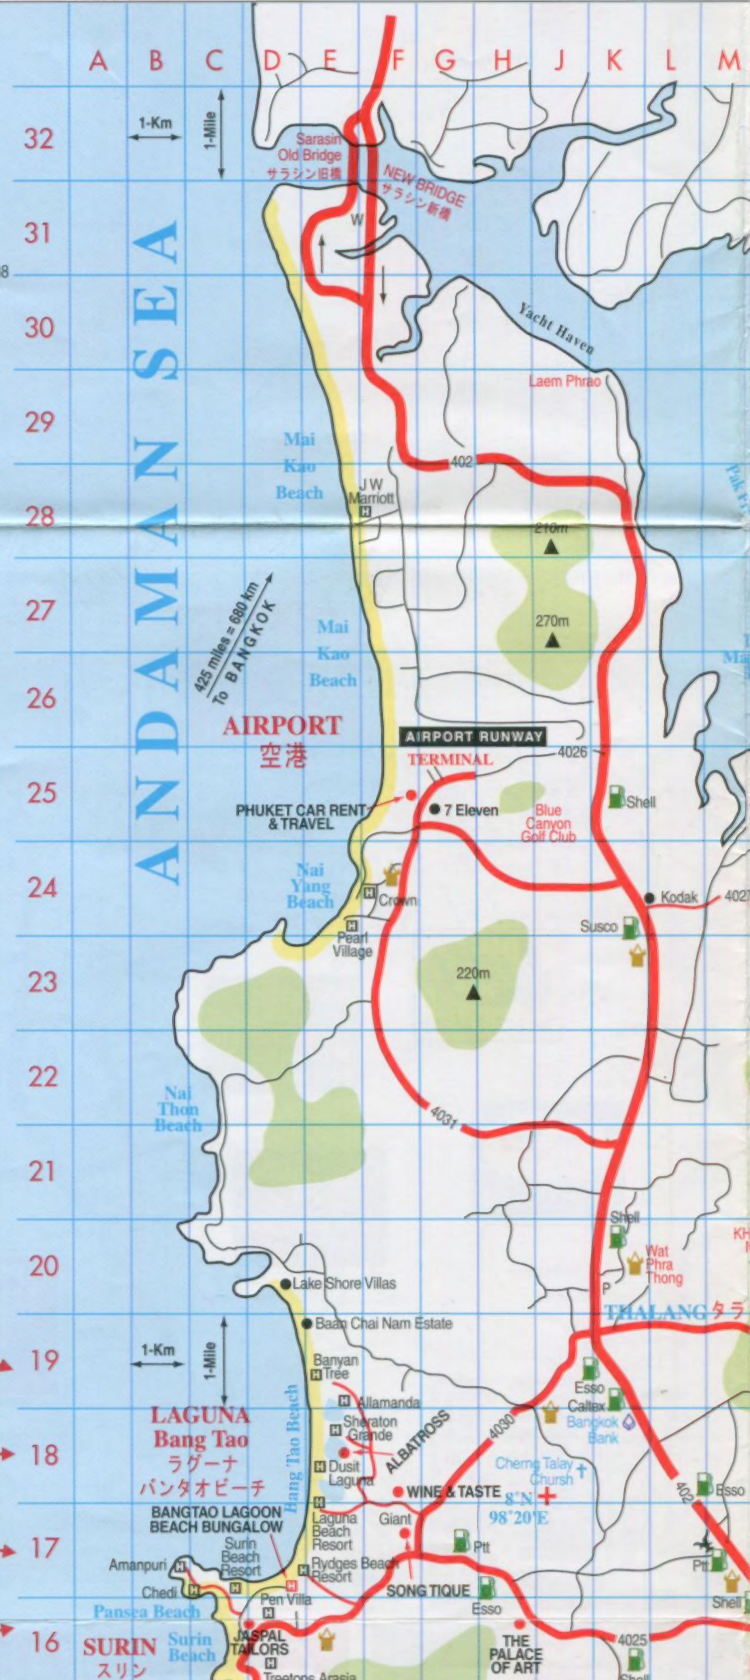 A B C D E F G H J K L M
32
1-Km
1-Mile
Sarasin
Old Bridge
サラシン旧橋
NEW BRIDGE
サラシン新橋
31
W
30
Yacht Haven
Laem Phrao
29
402
Mai
Kao
Beach
J W
Marriott
H
28
210m
27
270m
425 miles = 680 km
To BANGKOK
Mai
Kao
Beach
26
ANDAMAN SEA
AIRPORT
空港
AIRPORT RUNWAY
TERMINAL
4026
25
PHUKET CAR RENT
& TRAVEL
7 Eleven
Blue
Canyon
Golf Club
Shell
24
Nai
Yang
Beach
H
Crown
Kodak
H
Pearl
Village
Susco
23
220m
22
Nai
Thon
Beach
4031
21
20
Shell
Wat
Phra
Thong
P
Lake Shore Villas
THALANG タラ
Baan Chai Nam Estate
19
1-Km
1-Mile
Banyan
H Tree
Esso
Caltex
H Allamanda
LAGUNA
Bang Tao
ラグーナ
バンタオビーチ
Bang Tao Beach
Sheraton
H Grande
ALBATROSS
4030
Bangkok
Bank
18
H Dusit
Laguna
Cherng Talay
Chursh
Esso
WINE & TASTE
8°N
98°20'E
402
BANGTAO LAGOON
BEACH BUNGALOW
H
Laguna
Beach
Resort
Giant
17
Surin
Beach
Resort
Ptt
Ptt
Amanpuri H
H Rydges Beach
Resort
Chedi H
H
H
SONG TIQUE
Esso
Shell
Pen Villa
H
Pansea Beach
16
SURIN
スリン
Surin
Beach
JASPAL
TAILORS
THE
PALACE
OF ART
4025
H
Treetops Arasia
Shell